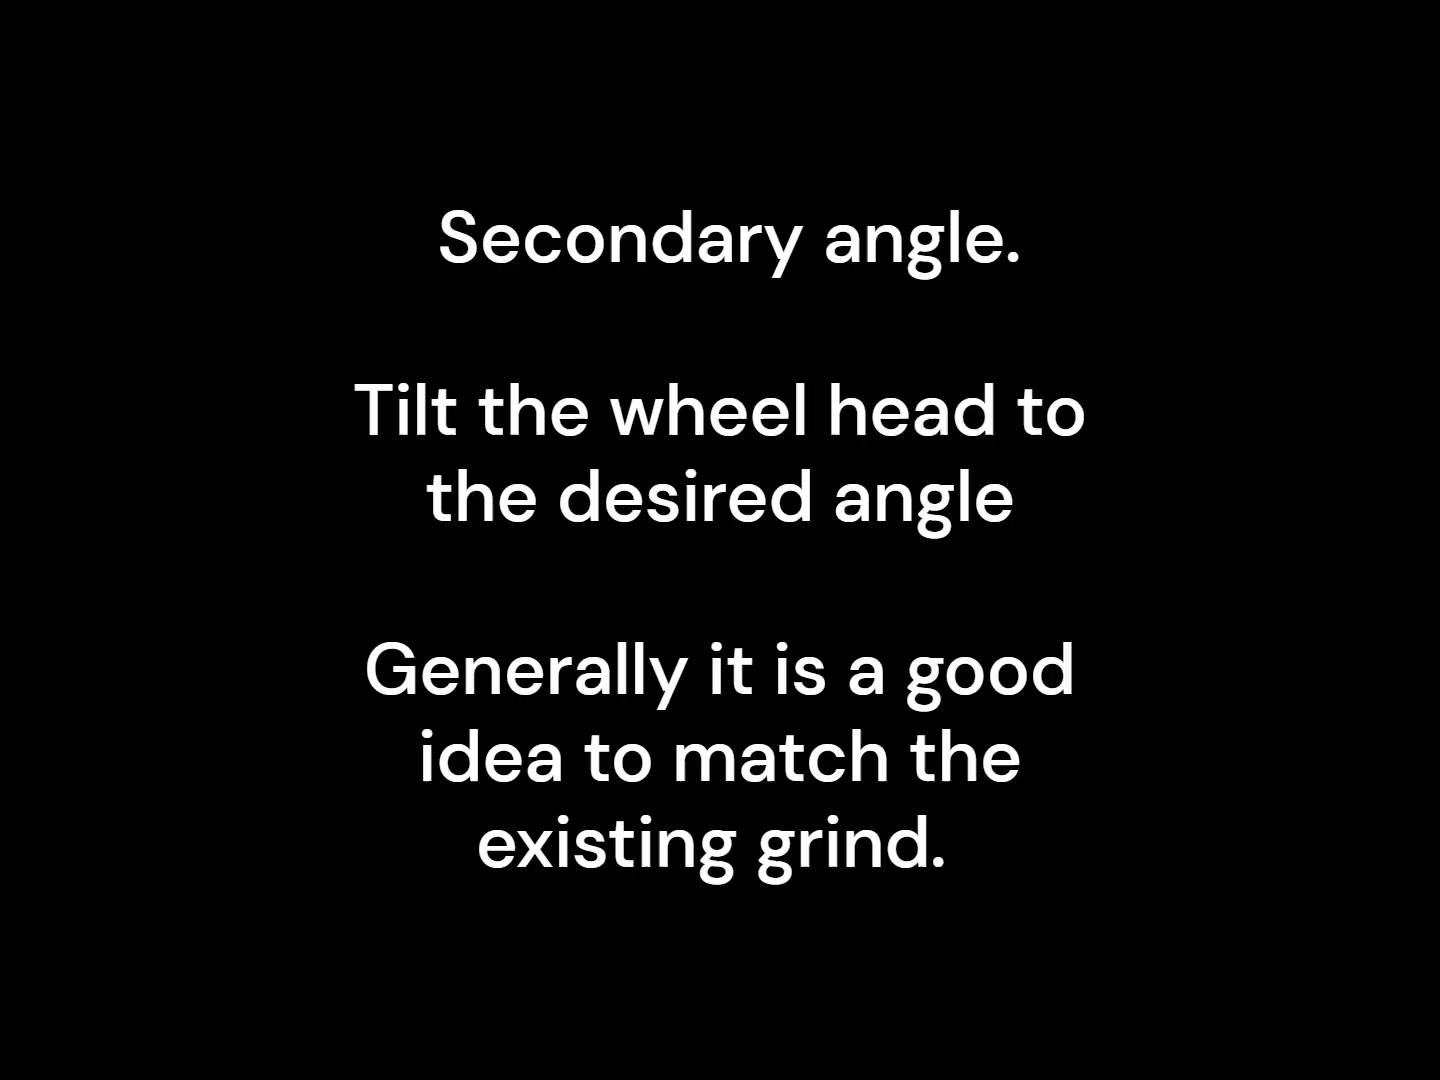 Secondary angle.
Tilt the wheel head to
the desired angle
Generally it is a good
idea to match the
existing grind.